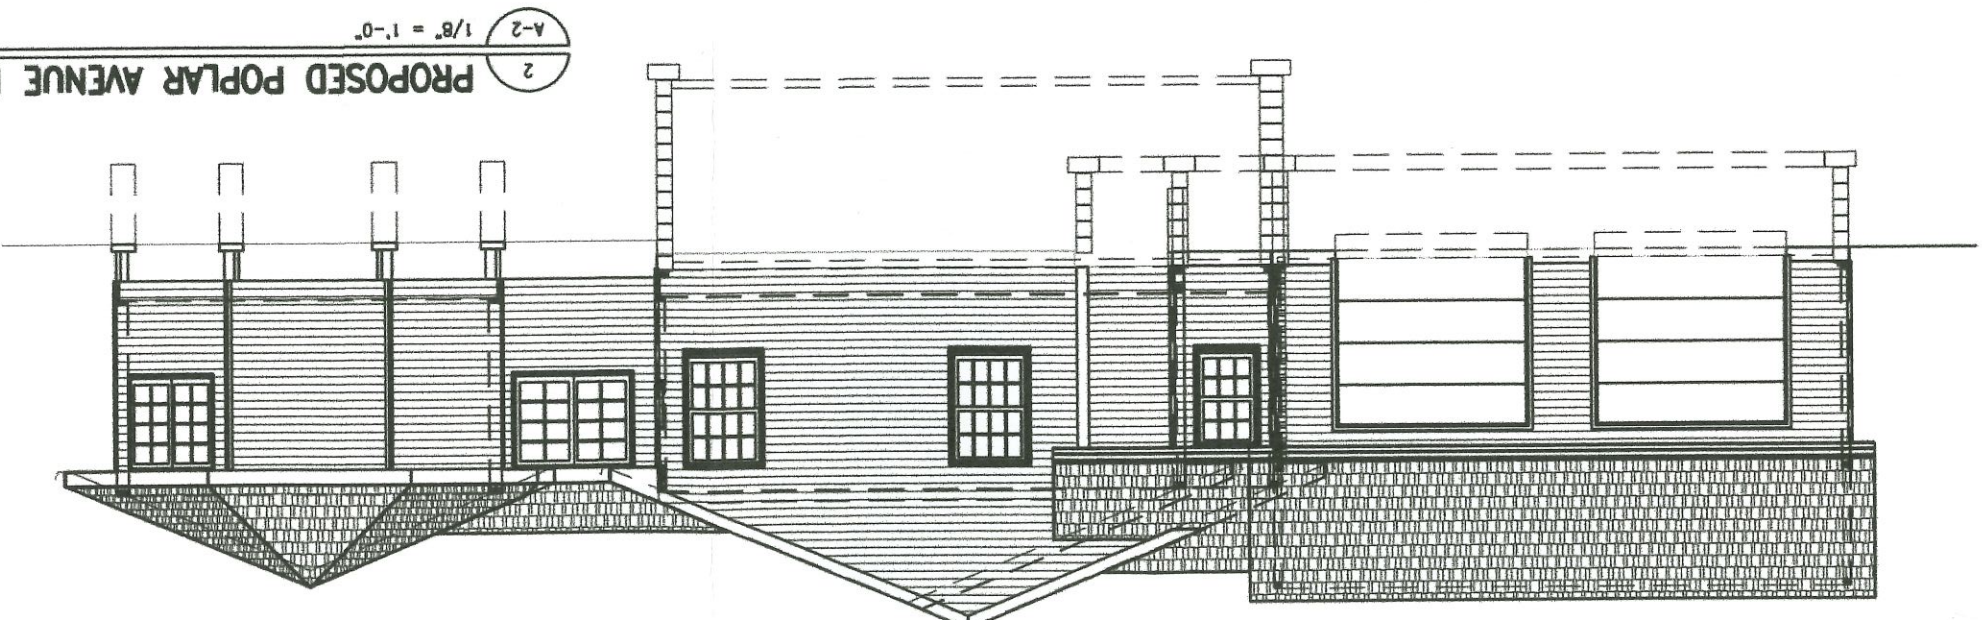 2
PROPOSED POPLAR AVENUE
A-2
1/8" = 1'-0"